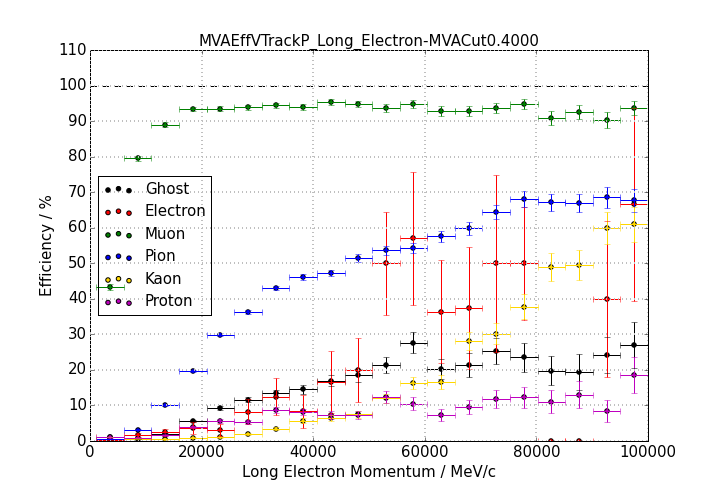 MVAEffVTrackP_Long_Electron-MVACut0.4000
110
100
90
80
70
60
50
40
30
20
10
0
Efficiency / %
Ghost
Electron
Muon
Pion
Kaon
Proton
0 20000 40000 60000 80000 100000
Long Electron Momentum / MeV/c